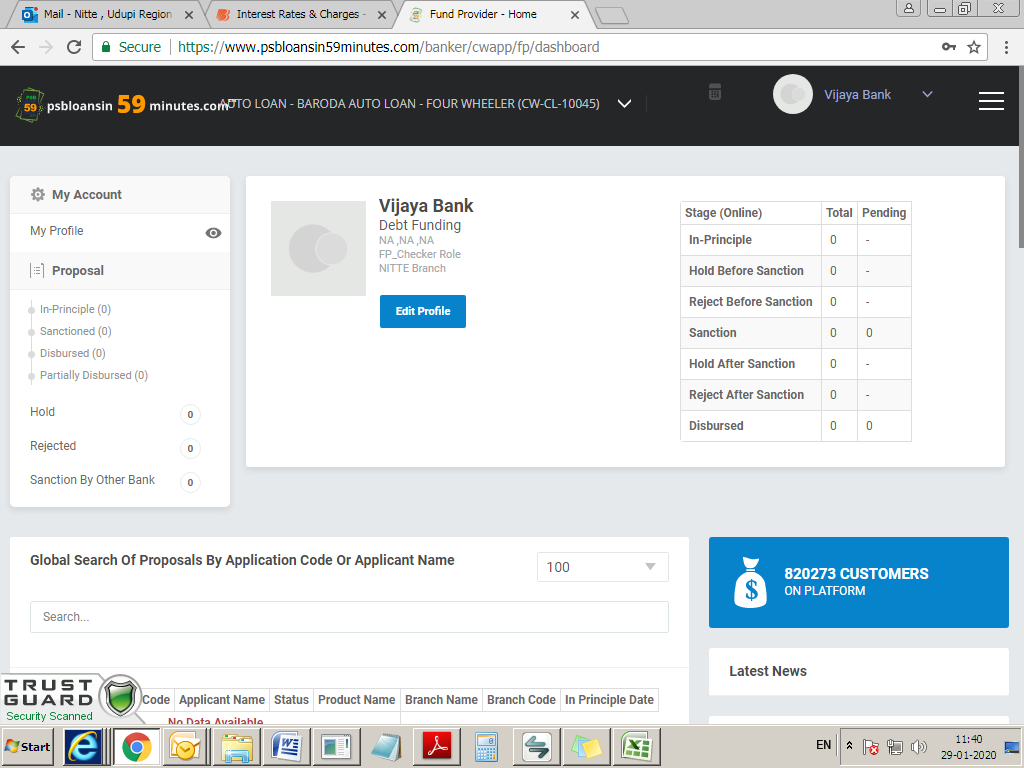 Mail - Nitte , Udupi Region
Interest Rates & Charges -
Fund Provider - Home
Secure
https://www.psbloansin59minutes.com/banker/cwapp/fp/dashboard
PSB
59
psbloansin 59 minutes.com
AUTO LOAN - BARODA AUTO LOAN - FOUR WHEELER (CW-CL-10045)
Vijaya Bank
My Account
My Profile
Proposal
In-Principle (0)
Sanctioned (0)
Disbursed (0)
Partially Disbursed (0)
Hold 0
Rejected 0
Sanction By Other Bank 0
Vijaya Bank
Debt Funding
NA ,NA ,NA
FP_Checker Role
NITTE Branch
Edit Profile
Stage (Online) Total Pending
In-Principle 0 -
Hold Before Sanction 0 -
Reject Before Sanction 0 -
Sanction 0 0
Hold After Sanction 0 -
Reject After Sanction 0 -
Disbursed 0 0
Global Search Of Proposals By Application Code Or Applicant Name
100
Search...
Code Applicant Name Status Product Name Branch Name Branch Code In Principle Date
No Data Available
820273 CUSTOMERS
ON PLATFORM
Latest News
TRUST
GUARD
Security Scanned
Start
EN
11:40
29-01-2020